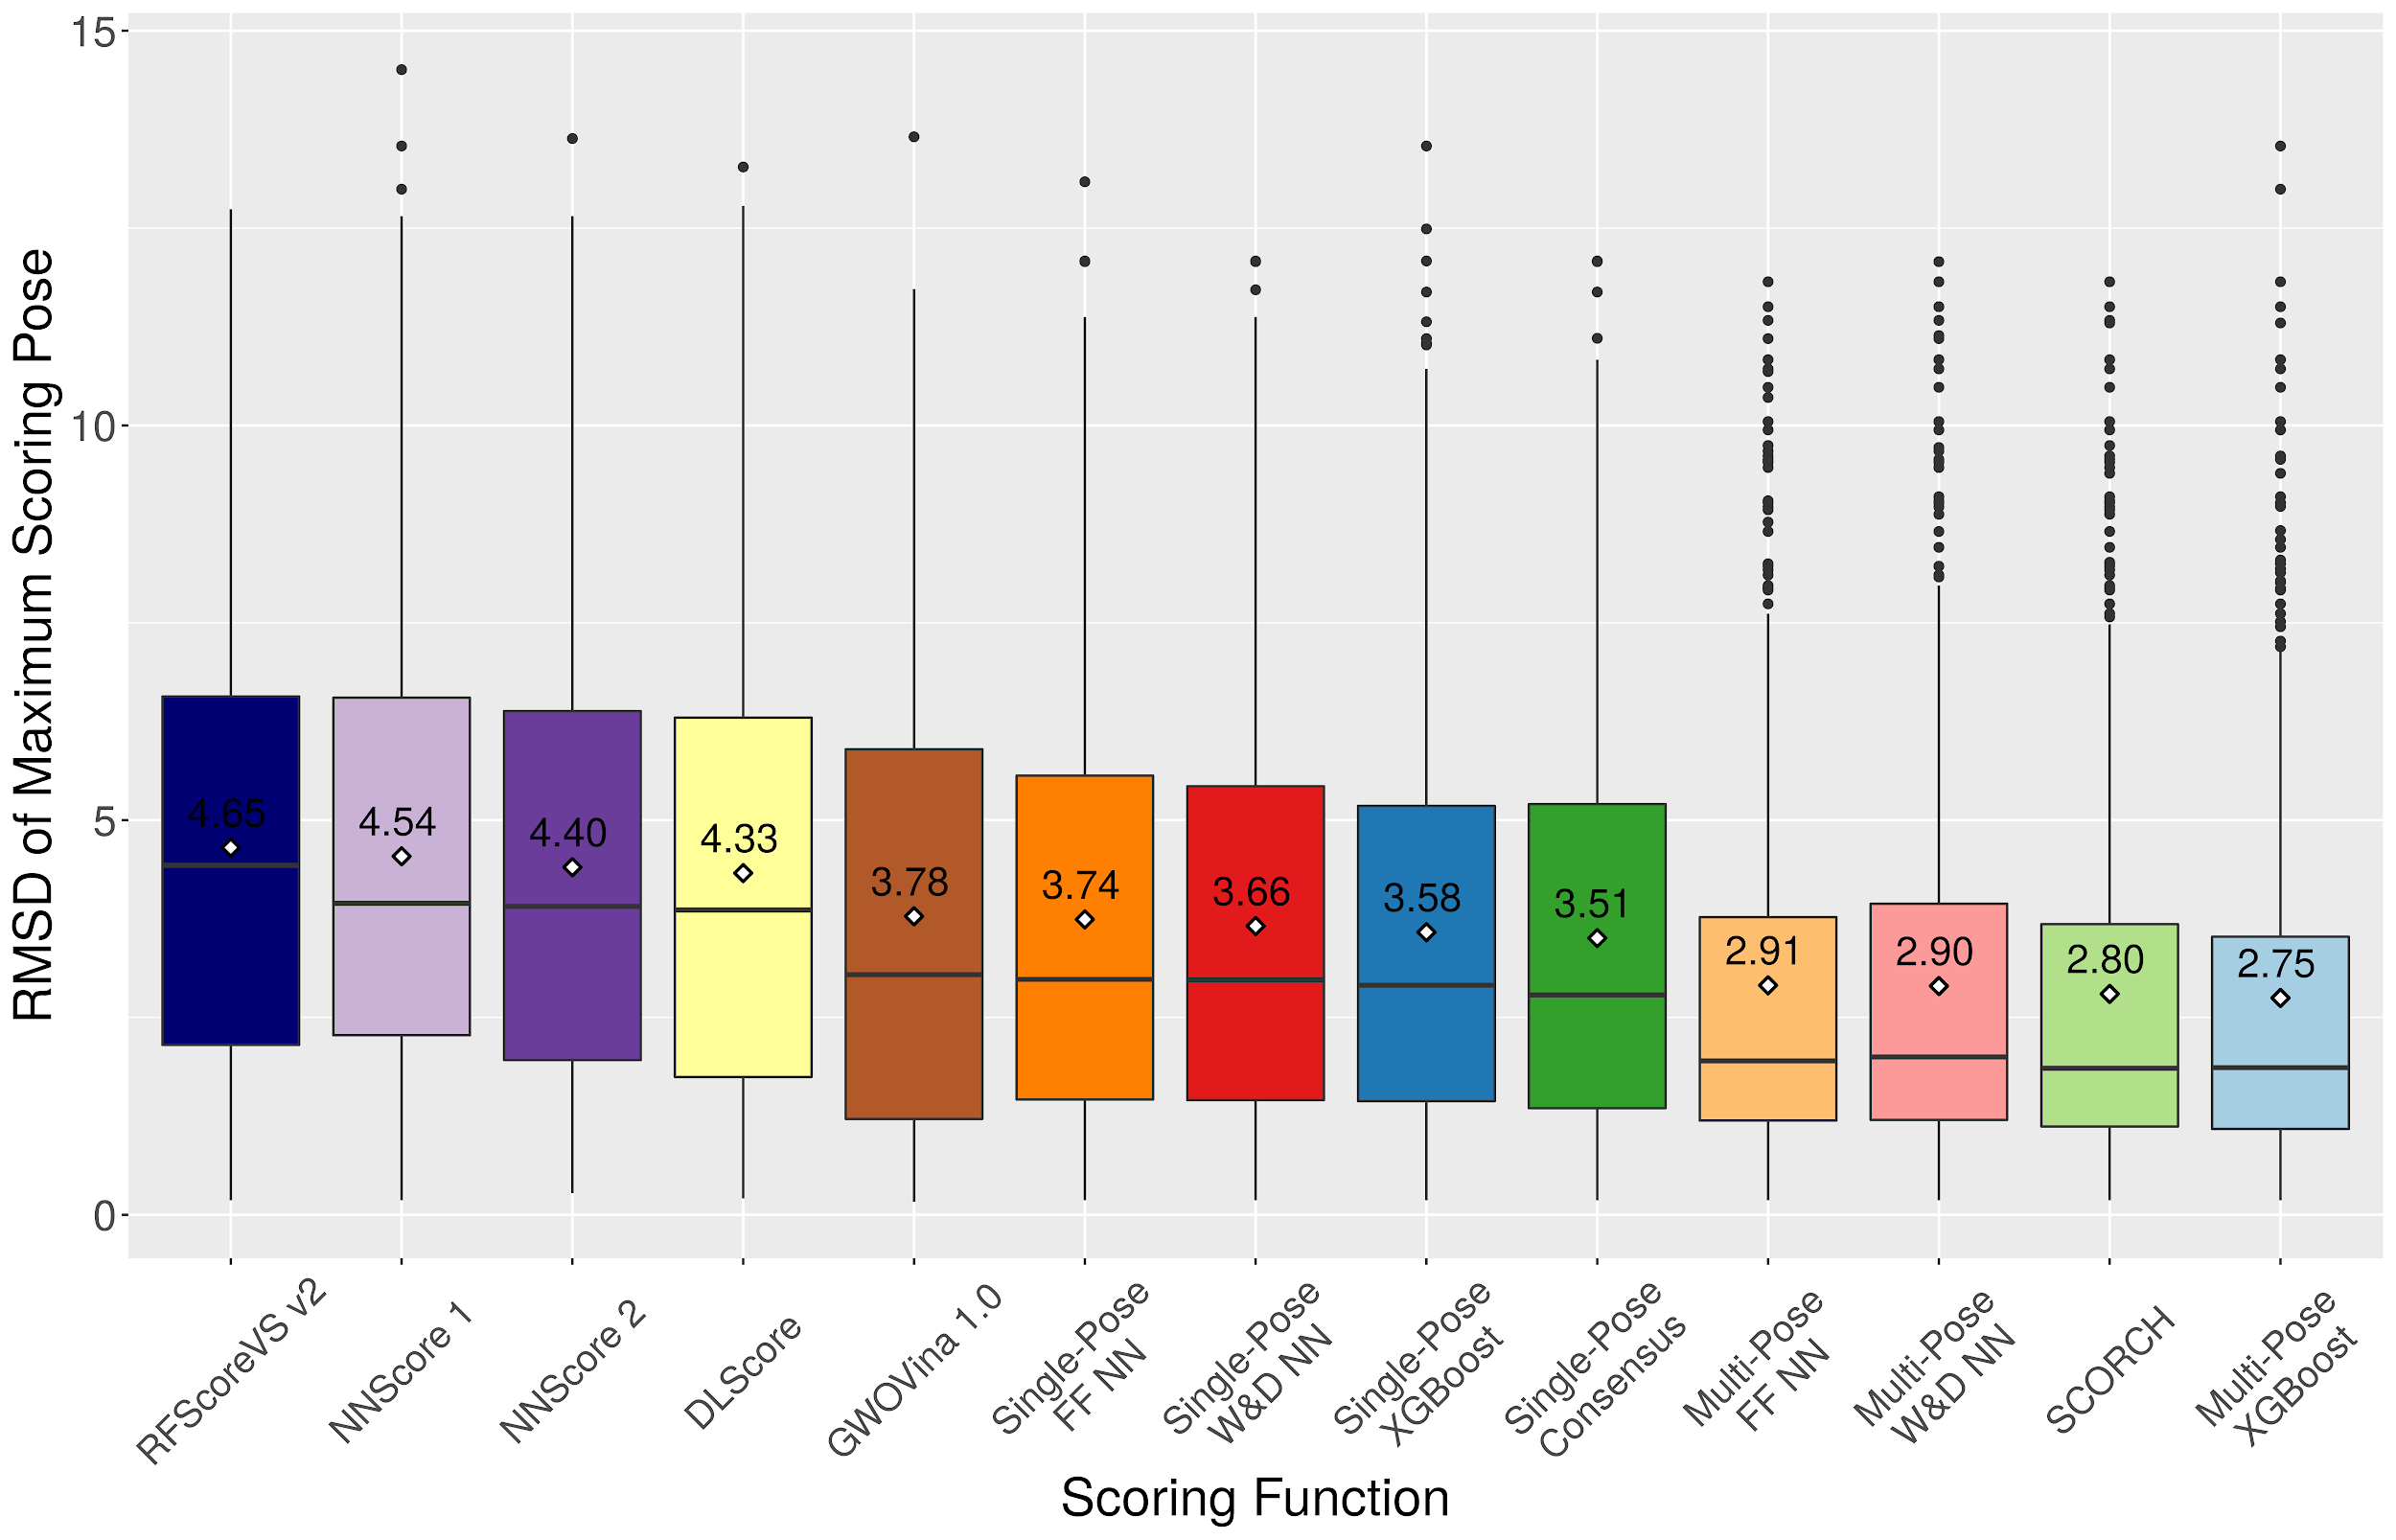 RMSD of Maximum Scoring Pose
15
10
5
0
4.65
4.54
4.40
4.33
3.78
3.74
3.66
3.58
3.51
2.91
2.90
2.80
2.75
RFScoreVS v2
NNScore 1
NNScore 2
DLScore
GWOVina 1.0
Single-Pose
FF NN
Single-Pose
W&D NN
Single-Pose
XGBoost
Single-Pose
Consensus
Multi-Pose
FF NN
Multi-Pose
W&D NN
SCORCH
Multi-Pose
XGBoost
Scoring Function